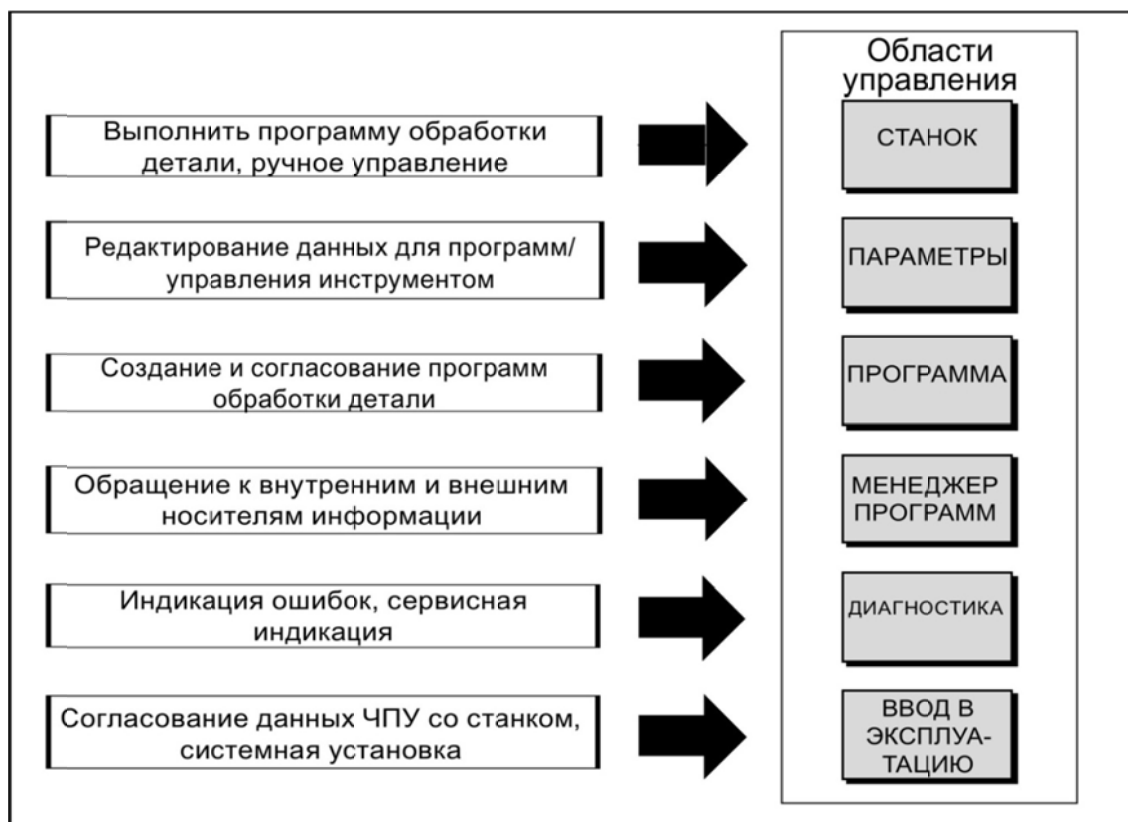 Области
управления
Выполнить программу обработки
детали, ручное управление
СТАНОК
Редактирование данных для программ/
управления инструментом
ПАРАМЕТРЫ
Создание и согласование программ
обработки детали
ПРОГРАММА
Обращение к внутренним и внешним
носителям информации
МЕНЕДЖЕР
ПРОГРАММ
Индикация ошибок, сервисная
индикация
ДИАГНОСТИКА
Согласование данных ЧПУ со станком,
системная установка
ВВОД В
ЭКСПЛУА-
ТАЦИЮ